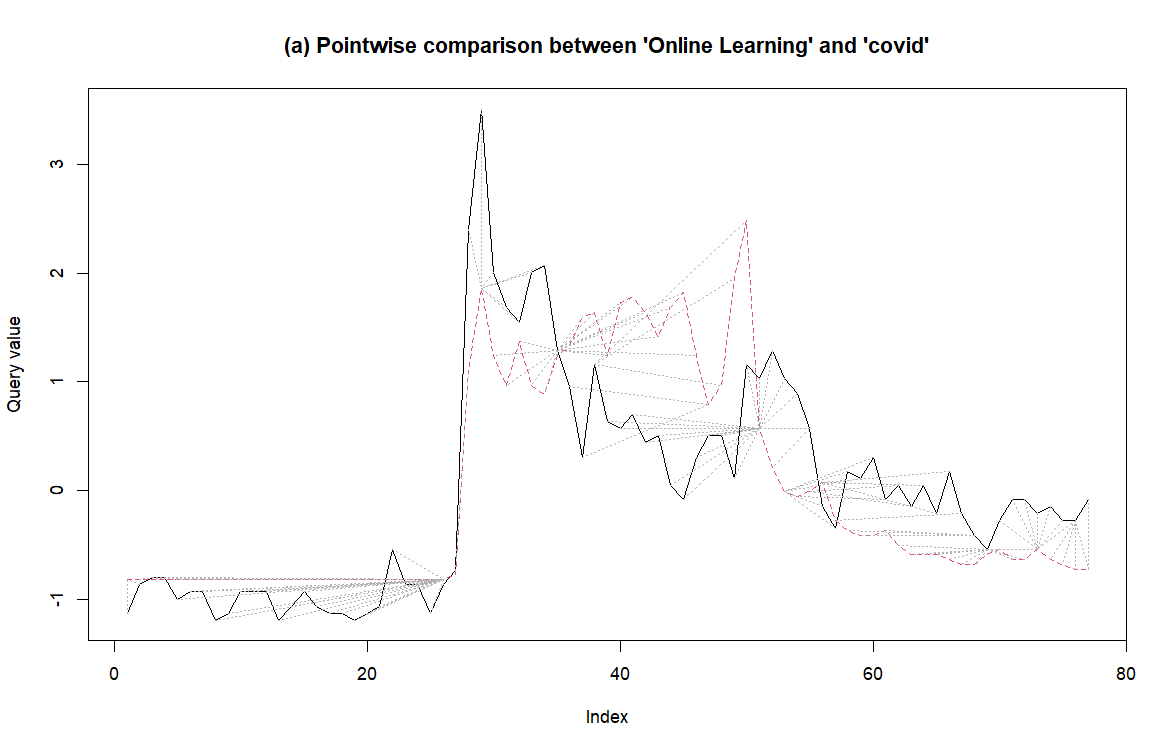 (a) Pointwise comparison between 'Online Learning' and 'covid'
Query value
3
2
1
0
-1
0 20 40 60 80
Index